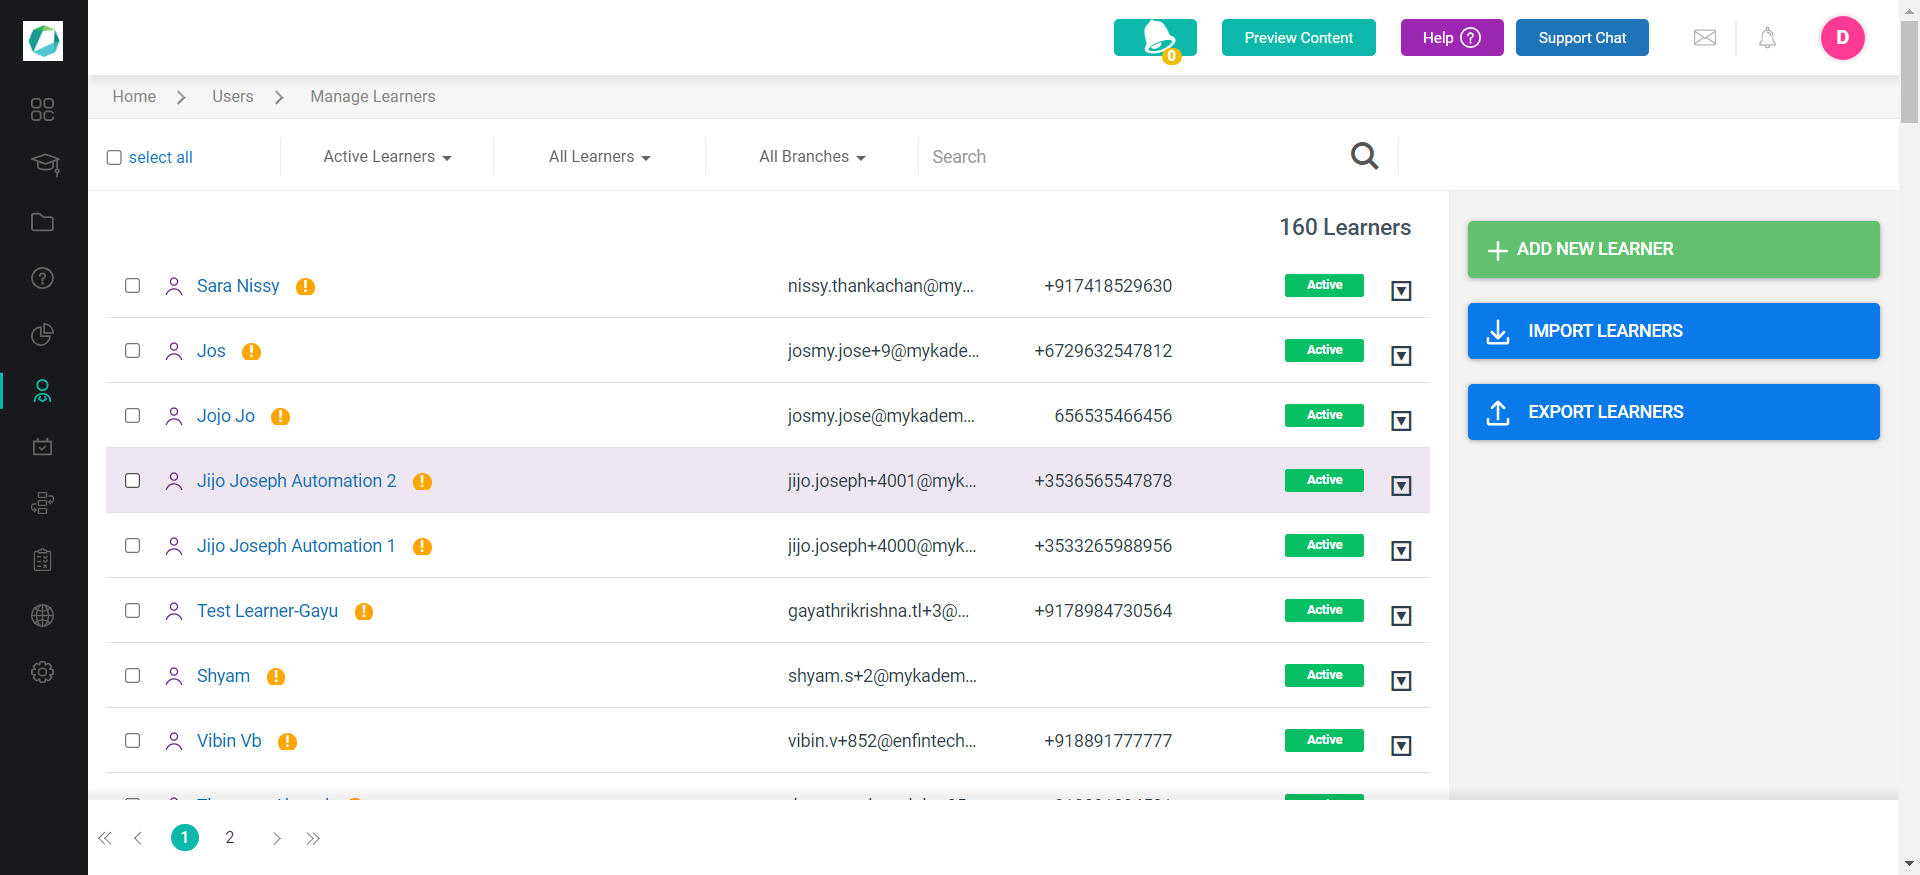 0
Preview Content
Help ?
Support Chat
D
Home > Users > Manage Learners
select all
Active Learners
All Learners
All Branches
Search
160 Learners
Sara Nissy ! nissy.thankachan@my... +917418529630 Active
Jos ! josmy.jose+9@mykade... +6729632547812 Active
Jojo Jo ! josmy.jose@mykadem... 656535466456 Active
Jijo Joseph Automation 2 ! jijo.joseph+4001@myk... +3536565547878 Active
Jijo Joseph Automation 1 ! jijo.joseph+4000@myk... +3533265988956 Active
Test Learner-Gayu ! gayathrikrishna.tl+3@... +9178984730564 Active
Shyam ! shyam.s+2@mykadem... Active
Vibin Vb ! vibin.v+852@enfintech... +918891777777 Active
ADD NEW LEARNER
IMPORT LEARNERS
EXPORT LEARNERS
1 2